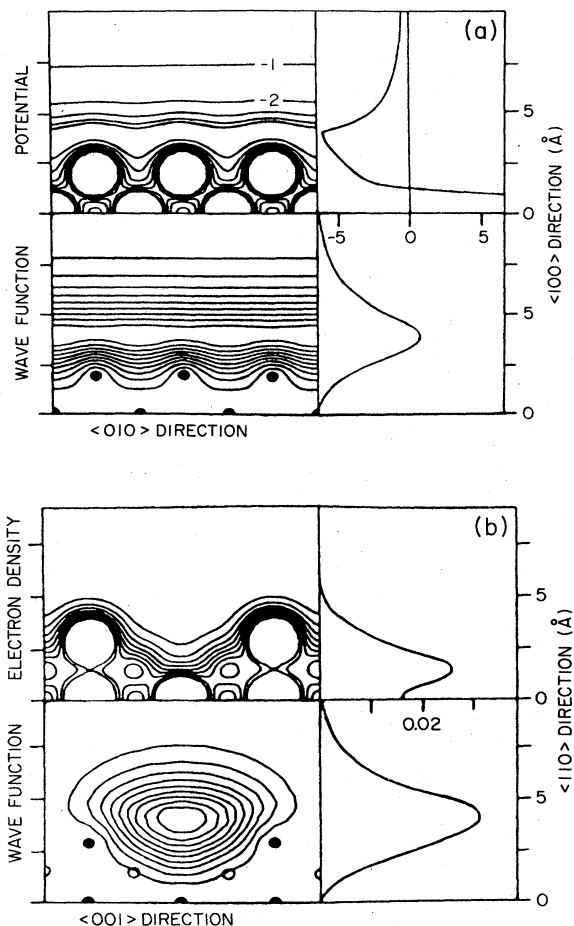 (a)
POTENTIAL
-1
-2
5
0
-5 0 5
<100> DIRECTION (Å)
WAVE FUNCTION
5
0
<010> DIRECTION
(b)
ELECTRON DENSITY
5
0
0.02
<110> DIRECTION (Å)
WAVE FUNCTION
5
0
<001> DIRECTION